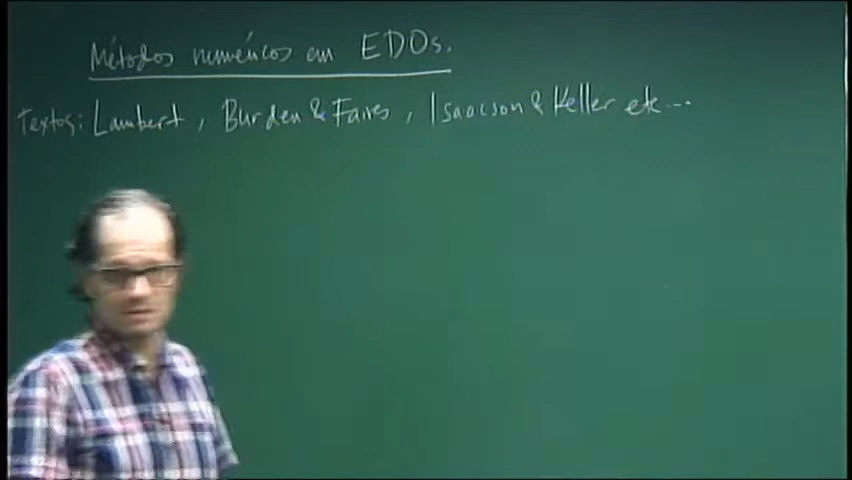 Métodos numéricos em EDOs.
Textos: Lambert, Burden & Faires, Isaacson & Keller etc...